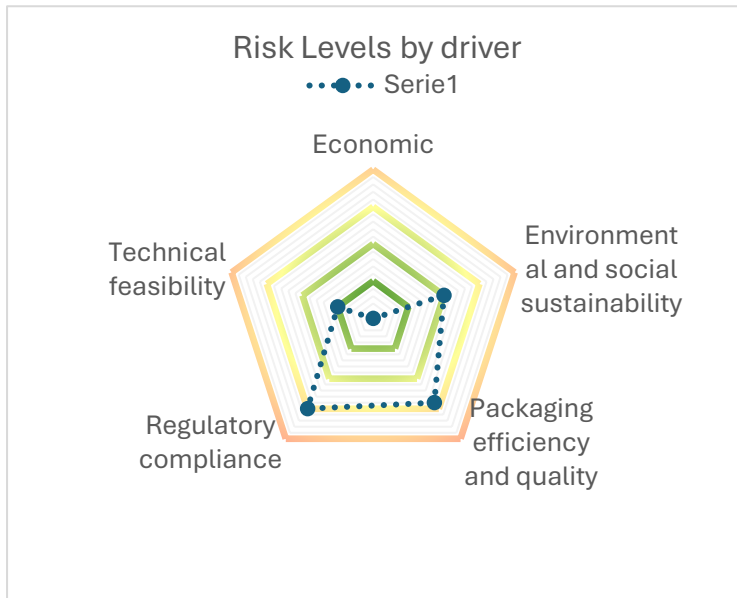 Risk Levels by driver
Serie1
Economic
Environment
al and social
sustainability
Packaging
efficiency
and quality
Regulatory
compliance
Technical
feasibility